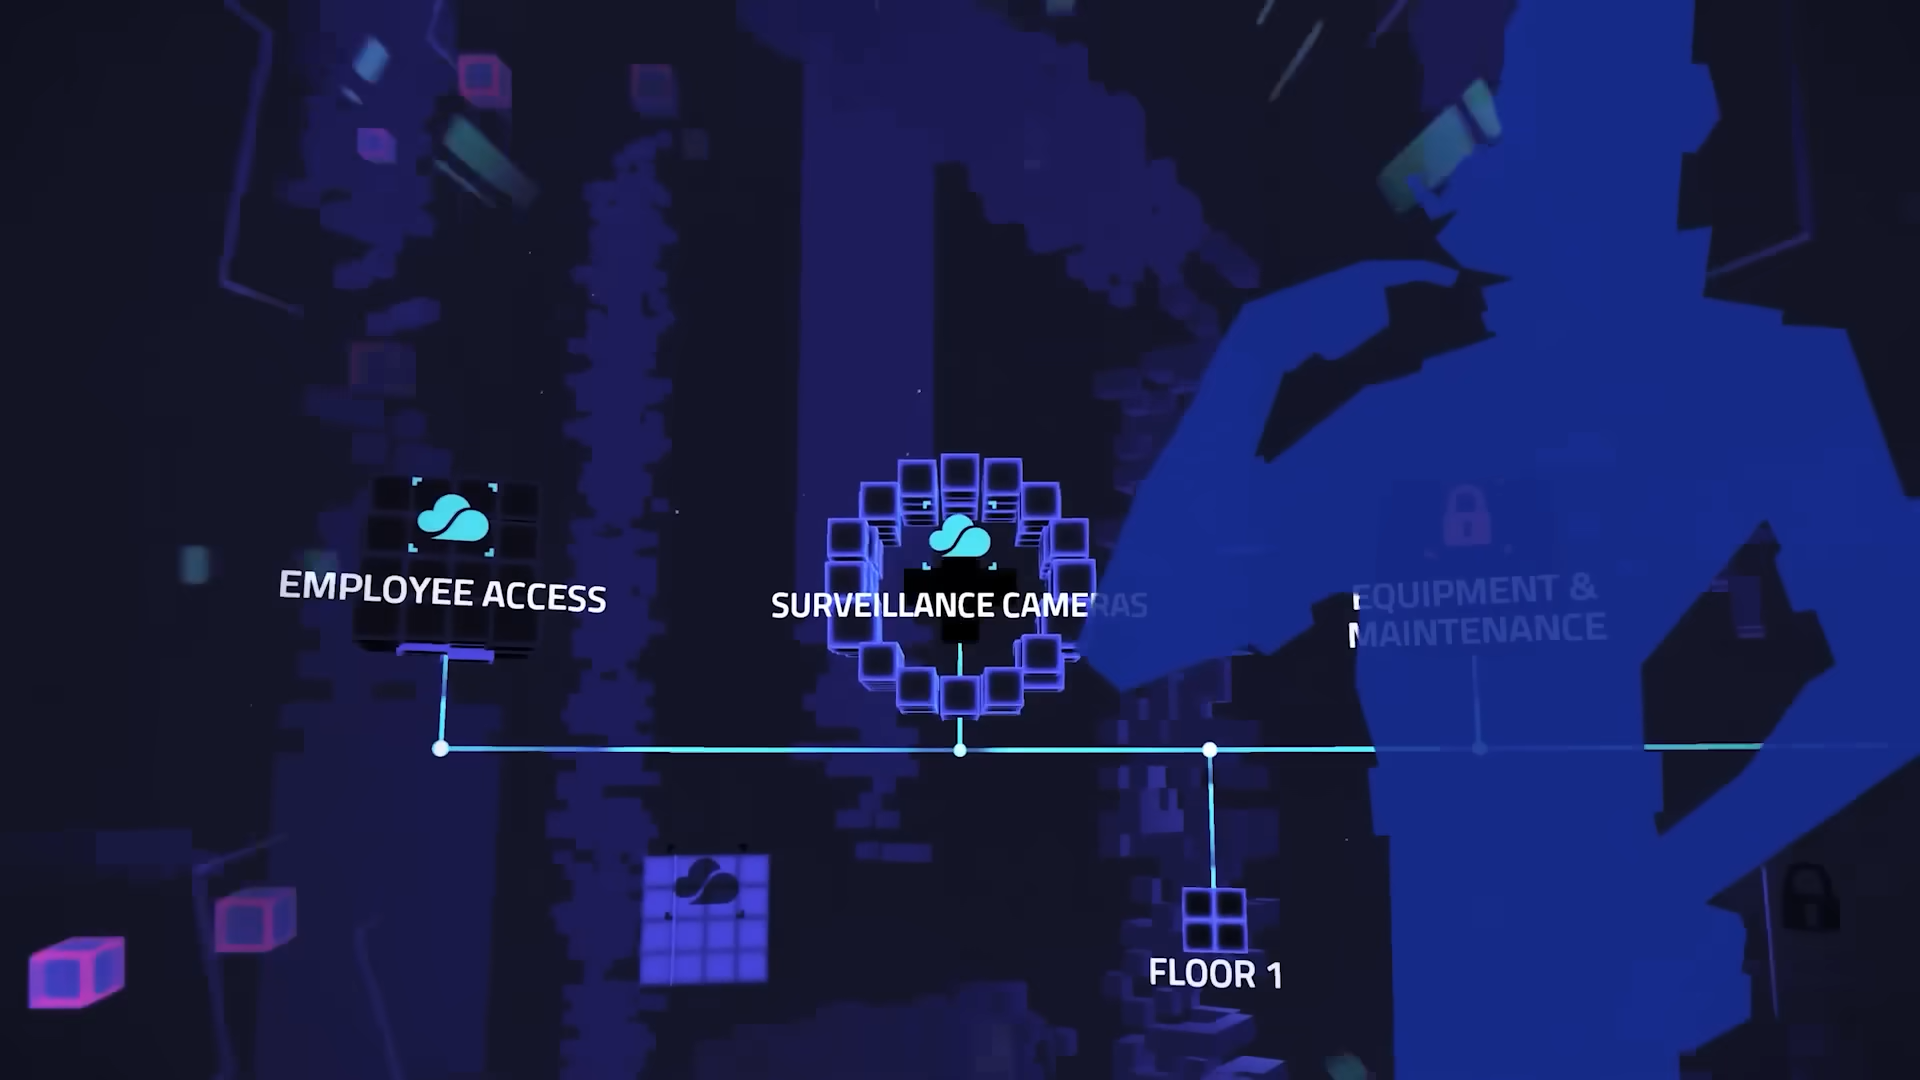 EMPLOYEE ACCESS
SURVEILLANCE CAMERAS
EQUIPMENT &
MAINTENANCE
FLOOR 1